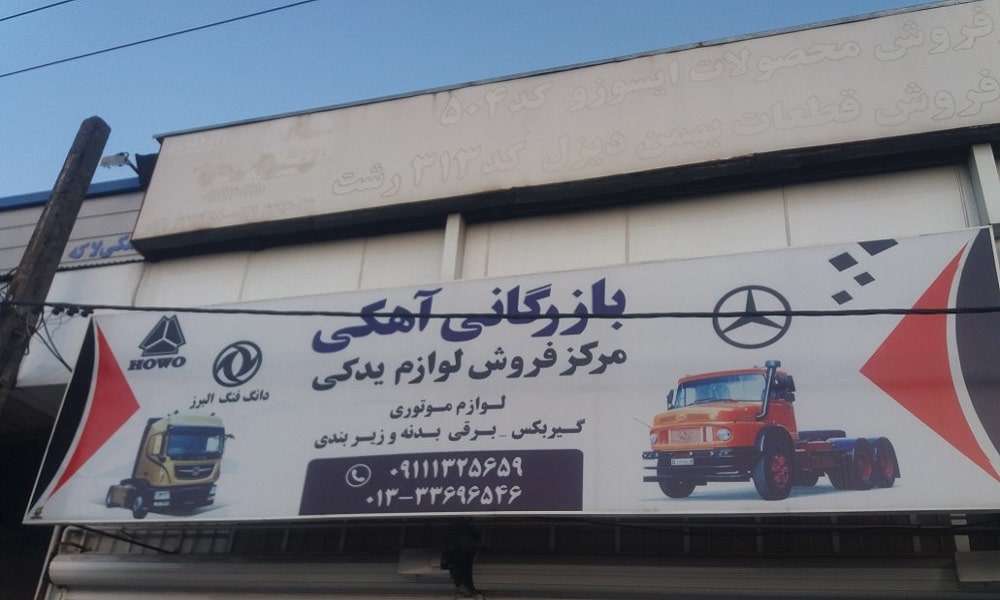 فروش محصولات ایسوزو کد ۵۰۴
فروش قطعات بهمن دیزل کد ۳۱۳ رشت
بازرگانی آهکی
مرکز فروش لوازم یدکی
لوازم موتوری
گیربکس _ برقی بدنه و زیر بندی
۰۹۱۱۱۳۲۵۶۵۹
۰۱۳-۳۳۶۹۶۵۴۶
HOWO
دانگ فنگ البرز